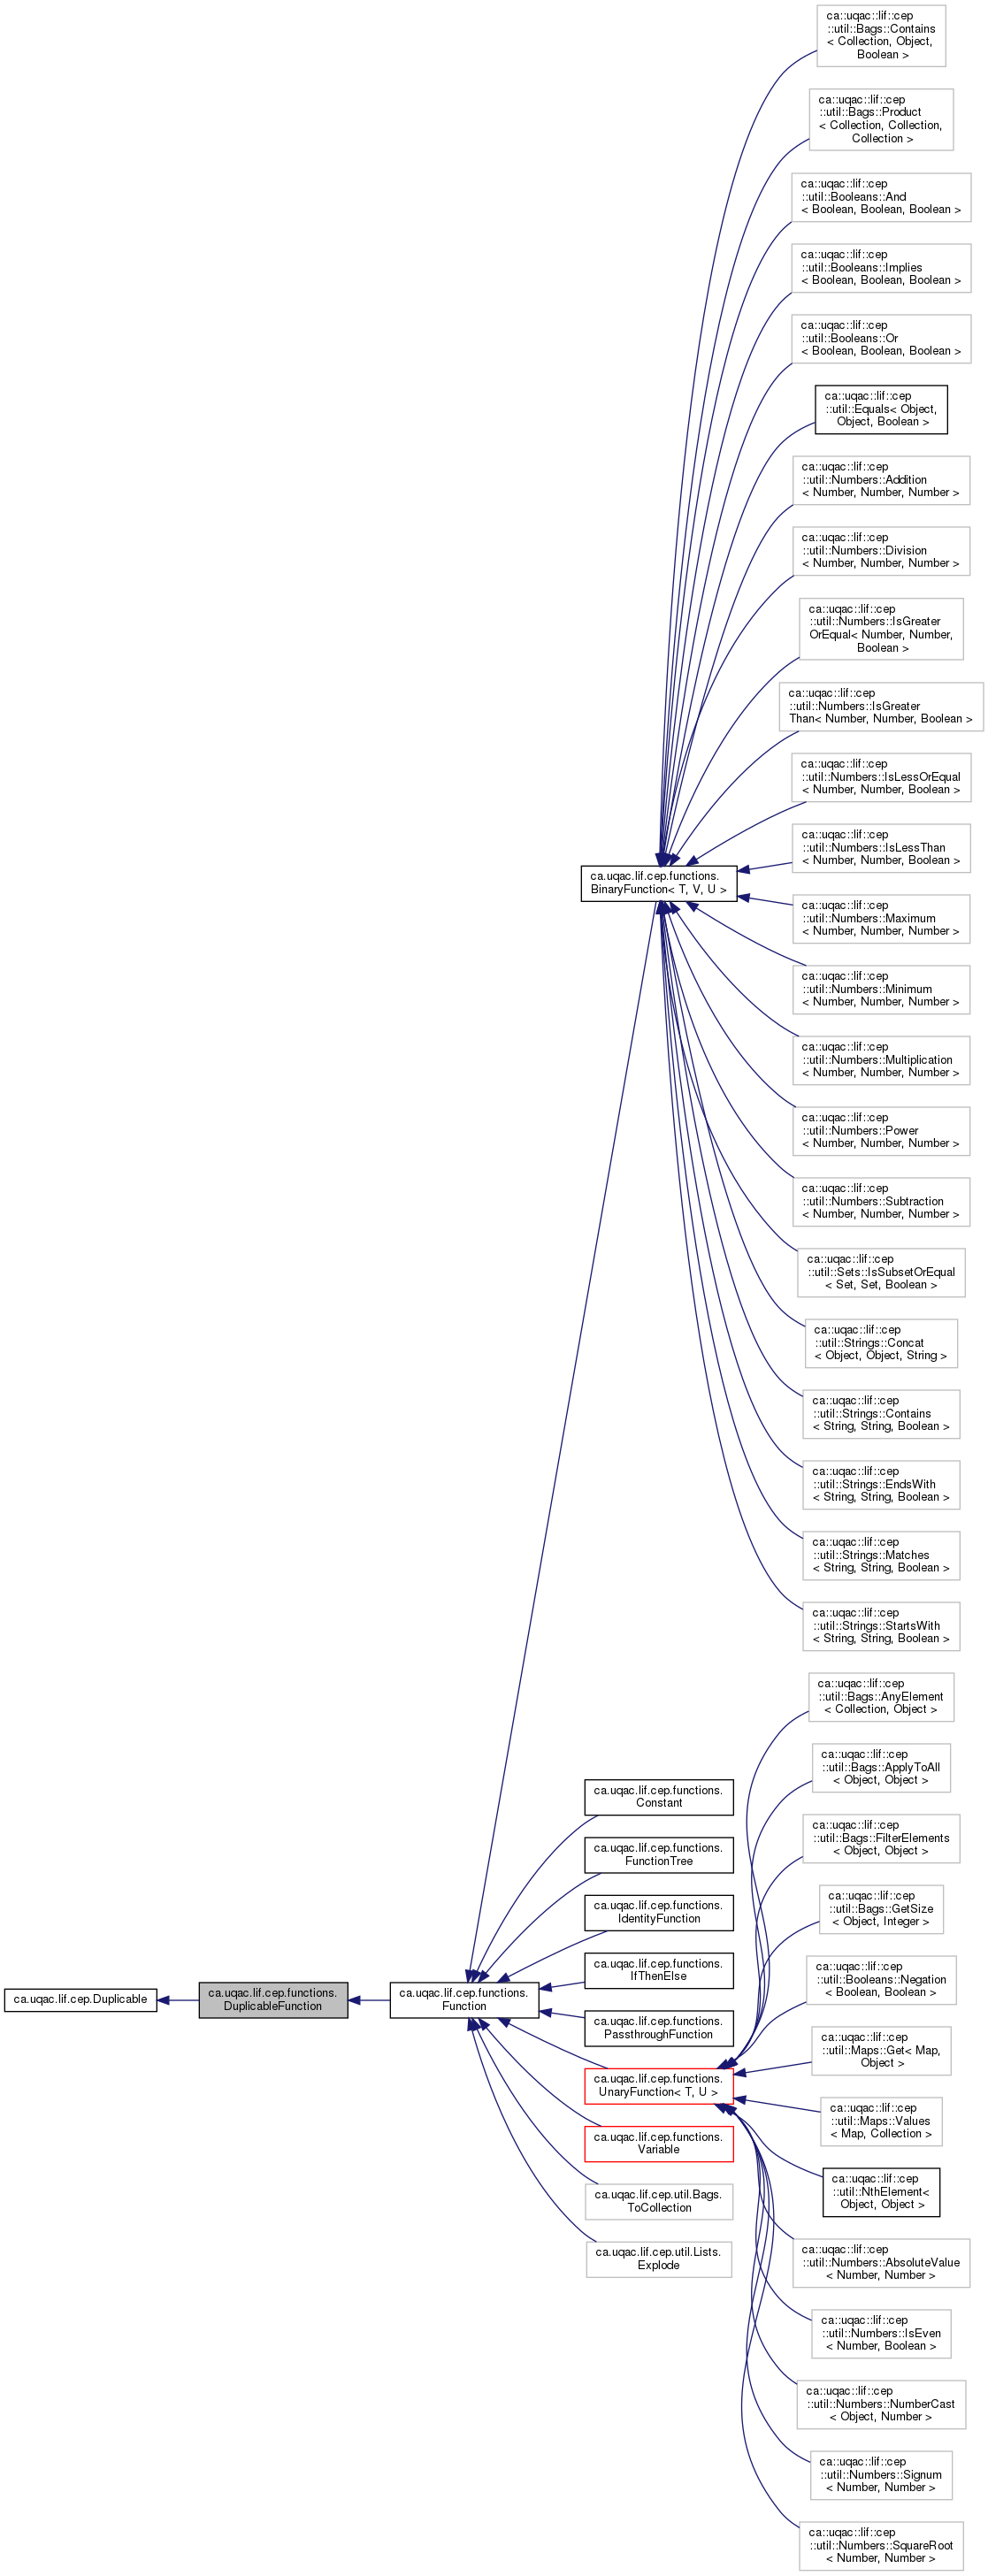 ca::uqac::lif::cep
::util::Bags::Contains
< Collection, Object,
Boolean >
ca::uqac::lif::cep
::util::Bags::Product
< Collection, Collection,
Collection >
ca::uqac::lif::cep
::util::Booleans::And
< Boolean, Boolean, Boolean >
ca::uqac::lif::cep
::util::Booleans::Implies
< Boolean, Boolean, Boolean >
ca::uqac::lif::cep
::util::Booleans::Or
< Boolean, Boolean, Boolean >
ca::uqac::lif::cep
::util::Equals< Object,
Object, Boolean >
ca::uqac::lif::cep
::util::Numbers::Addition
< Number, Number, Number >
ca::uqac::lif::cep
::util::Numbers::Division
< Number, Number, Number >
ca::uqac::lif::cep
::util::Numbers::IsGreater
OrEqual< Number, Number,
Boolean >
ca::uqac::lif::cep
::util::Numbers::IsGreater
Than< Number, Number, Boolean >
ca::uqac::lif::cep
::util::Numbers::IsLessOrEqual
< Number, Number, Boolean >
ca::uqac::lif::cep
::util::Numbers::IsLessThan
< Number, Number, Boolean >
ca.uqac.lif.cep.functions.
BinaryFunction< T, V, U >
ca::uqac::lif::cep
::util::Numbers::Maximum
< Number, Number, Number >
ca::uqac::lif::cep
::util::Numbers::Minimum
< Number, Number, Number >
ca::uqac::lif::cep
::util::Numbers::Multiplication
< Number, Number, Number >
ca::uqac::lif::cep
::util::Numbers::Power
< Number, Number, Number >
ca::uqac::lif::cep
::util::Numbers::Subtraction
< Number, Number, Number >
ca::uqac::lif::cep
::util::Sets::IsSubsetOrEqual
< Set, Set, Boolean >
ca::uqac::lif::cep
::util::Strings::Concat
< Object, Object, String >
ca::uqac::lif::cep
::util::Strings::Contains
< String, String, Boolean >
ca::uqac::lif::cep
::util::Strings::EndsWith
< String, String, Boolean >
ca::uqac::lif::cep
::util::Strings::Matches
< String, String, Boolean >
ca::uqac::lif::cep
::util::Strings::StartsWith
< String, String, Boolean >
ca::uqac::lif::cep
::util::Bags::AnyElement
< Collection, Object >
ca::uqac::lif::cep
::util::Bags::ApplyToAll
< Object, Object >
ca.uqac.lif.cep.functions.
Constant
ca::uqac::lif::cep
::util::Bags::FilterElements
< Object, Object >
ca.uqac.lif.cep.functions.
FunctionTree
ca::uqac::lif::cep
::util::Bags::GetSize
< Object, Integer >
ca.uqac.lif.cep.functions.
IdentityFunction
ca::uqac::lif::cep
::util::Booleans::Negation
< Boolean, Boolean >
ca.uqac.lif.cep.functions.
IfThenElse
ca.uqac.lif.cep.Duplicable
ca.uqac.lif.cep.functions.
DuplicableFunction
ca.uqac.lif.cep.functions.
Function
ca.uqac.lif.cep.functions.
PassthroughFunction
ca::uqac::lif::cep
::util::Maps::Get< Map,
Object >
ca.uqac.lif.cep.functions.
UnaryFunction< T, U >
ca::uqac::lif::cep
::util::Maps::Values
< Map, Collection >
ca.uqac.lif.cep.functions.
Variable
ca::uqac::lif::cep
::util::NthElement<
Object, Object >
ca.uqac.lif.cep.util.Bags.
ToCollection
ca::uqac::lif::cep
::util::Numbers::AbsoluteValue
< Number, Number >
ca.uqac.lif.cep.util.Lists.
Explode
ca::uqac::lif::cep
::util::Numbers::IsEven
< Number, Boolean >
ca::uqac::lif::cep
::util::Numbers::NumberCast
< Object, Number >
ca::uqac::lif::cep
::util::Numbers::Signum
< Number, Number >
ca::uqac::lif::cep
::util::Numbers::SquareRoot
< Number, Number >